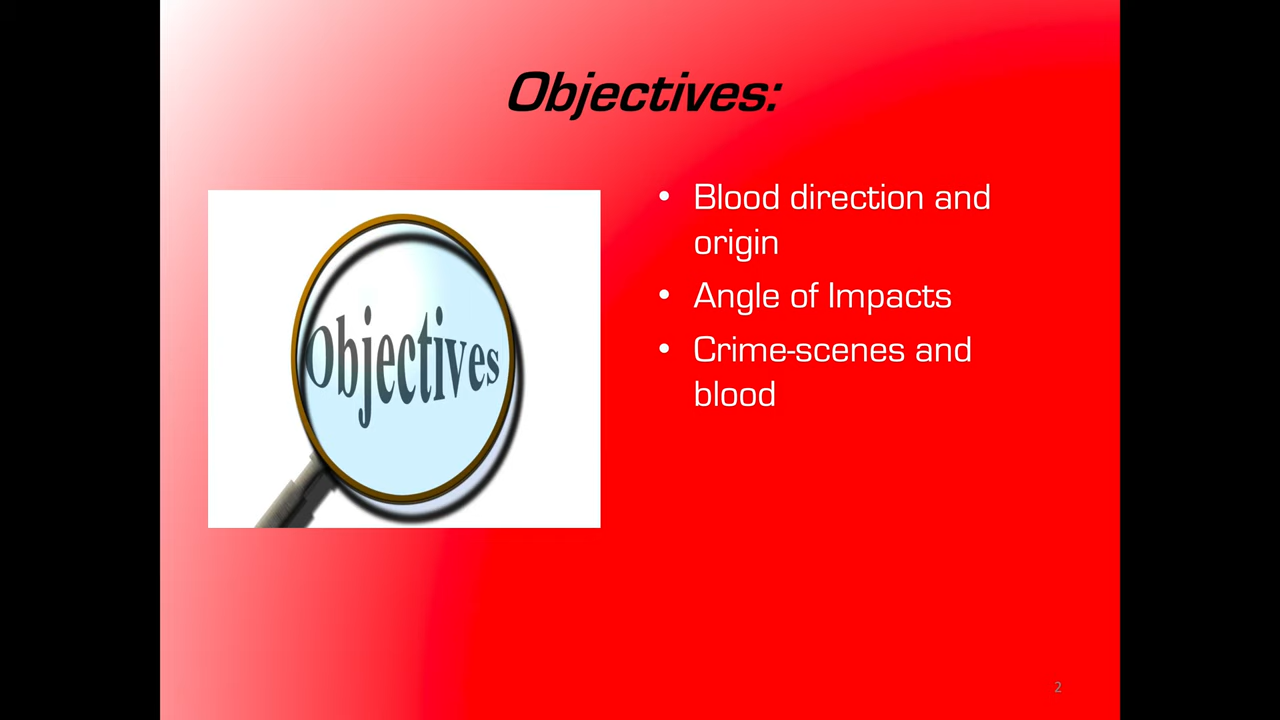 Objectives:
Objectives
• Blood direction and
origin
• Angle of Impacts
• Crime-scenes and
blood
2